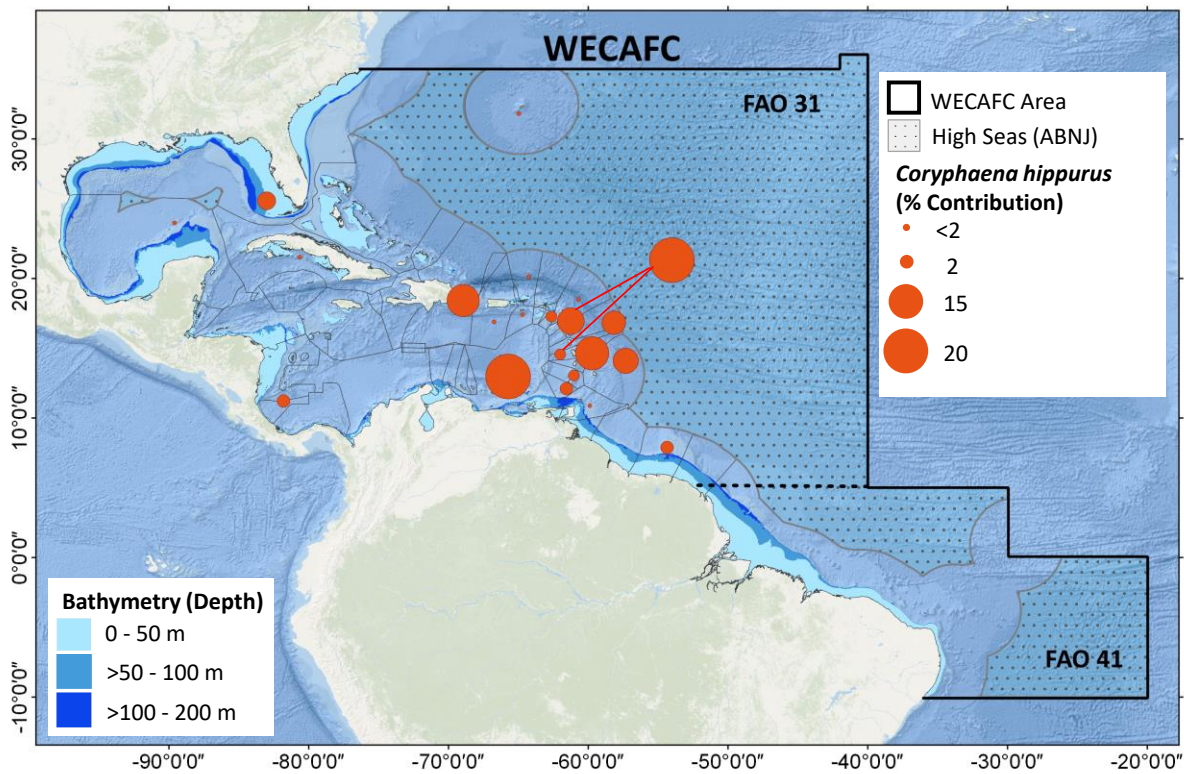 WECAFC
FAO 31
WECAFC Area
High Seas (ABNJ)
Coryphaena hippurus
(% Contribution)
<2
2
15
20
30°0'0"
20°0'0"
10°0'0"
0°0'0"
-10°0'0"
Bathymetry (Depth)
0 - 50 m
>50 - 100 m
>100 - 200 m
FAO 41
-90°0'0"
-80°0'0"
-70°0'0"
-60°0'0"
-50°0'0"
-40°0'0"
-30°0'0"
-20°0'0"